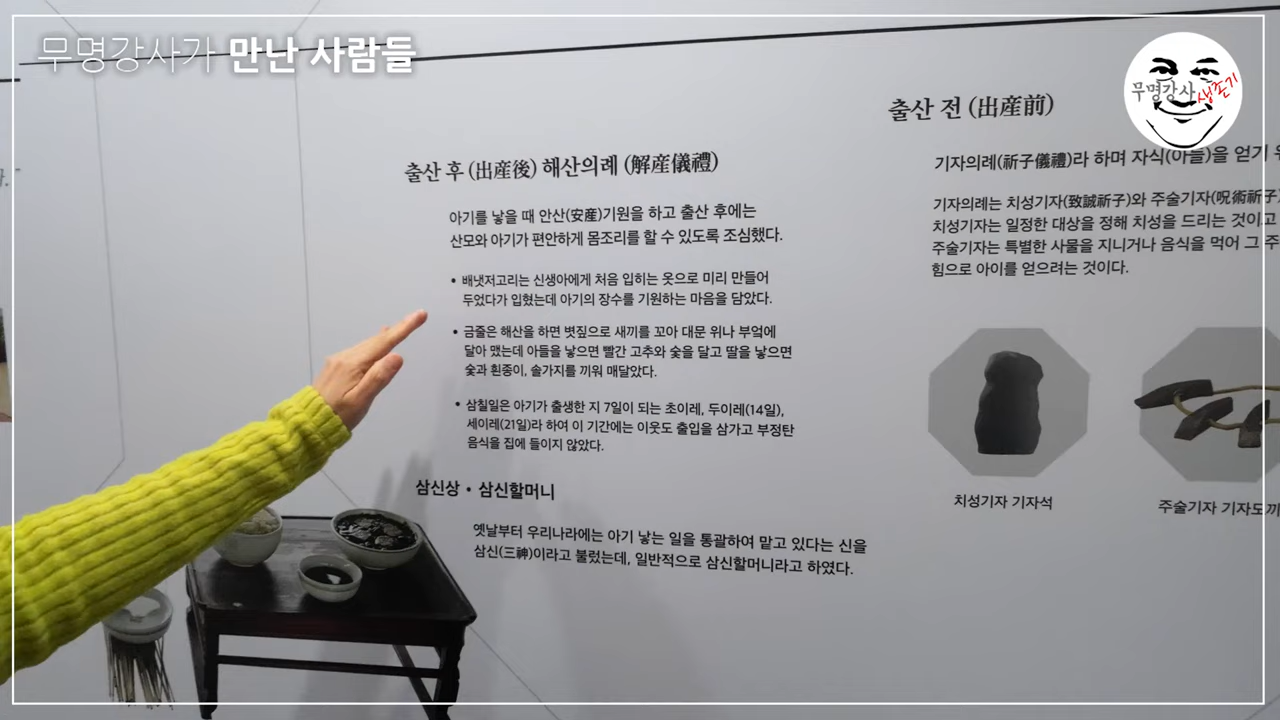 무명강사가 만난 사람들
무명강사 생존기
출산 후 (出産後) 해산의례 (解産儀禮)
아기를 낳을 때 안산(安産)기원을 하고 출산 후에는
산모와 아기가 편안하게 몸조리를 할 수 있도록 조심했다.
• 배냇저고리는 신생아에게 처음 입히는 옷으로 미리 만들어
두었다가 입혔는데 아기의 장수를 기원하는 마음을 담았다.
• 금줄은 해산을 하면 볏짚으로 새끼를 꼬아 대문 위나 부엌에
달아 맸는데 아들을 낳으면 빨간 고추와 숯을 달고 딸을 낳으면
숯과 흰종이, 솔가지를 끼워 매달았다.
• 삼칠일은 아기가 출생한 지 7일이 되는 초이레, 두이레(14일),
세이레(21일)라 하여 이 기간에는 이웃도 출입을 삼가고 부정탄
음식을 집에 들이지 않았다.
삼신상 • 삼신할머니
옛날부터 우리나라에는 아기 낳는 일을 통괄하여 맡고 있다는 신을
삼신(三神)이라고 불렀는데, 일반적으로 삼신할머니라고 하였다.
출산 전 (出産前)
기자의례(祈子儀禮)라 하며 자식(아들)을 얻기
기자의례는 치성기자(致誠祈子)와 주술기자(呪術祈子
치성기자는 일정한 대상을 정해 치성을 드리는 것이고
주술기자는 특별한 사물을 지니거나 음식을 먹어 그 주
힘으로 아이를 얻으려는 것이다.
치성기자 기자석
주술기자 기자도끼